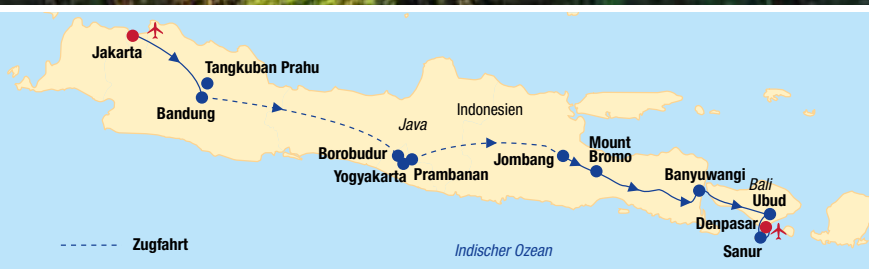 Jakarta
Tangkuban Prahu
Bandung
Java
Indonesien
Borobudur
Yogyakarta
Prambanan
Jombang
Mount
Bromo
Banyuwangi
Bali
Ubud
Denpasar
Sanur
Zugfahrt
Indischer Ozean